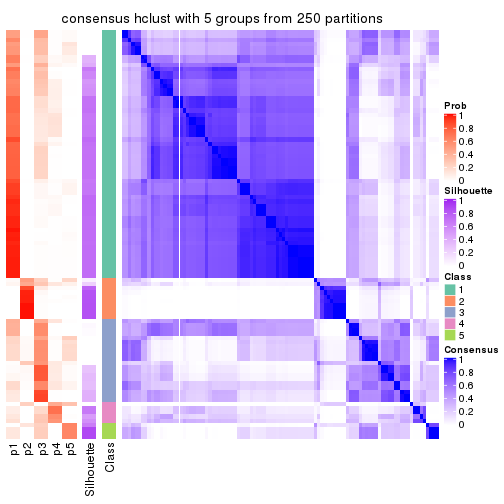 consensus hclust with 5 groups from 250 partitions
Prob
1
0.8
0.6
0.4
0.2
0
Silhouette
1
0.8
0.6
0.4
0.2
0
Class
1
2
3
4
5
Consensus
1
0.8
0.6
0.4
0.2
0
p1
p2
p3
p4
p5
Silhouette
Class